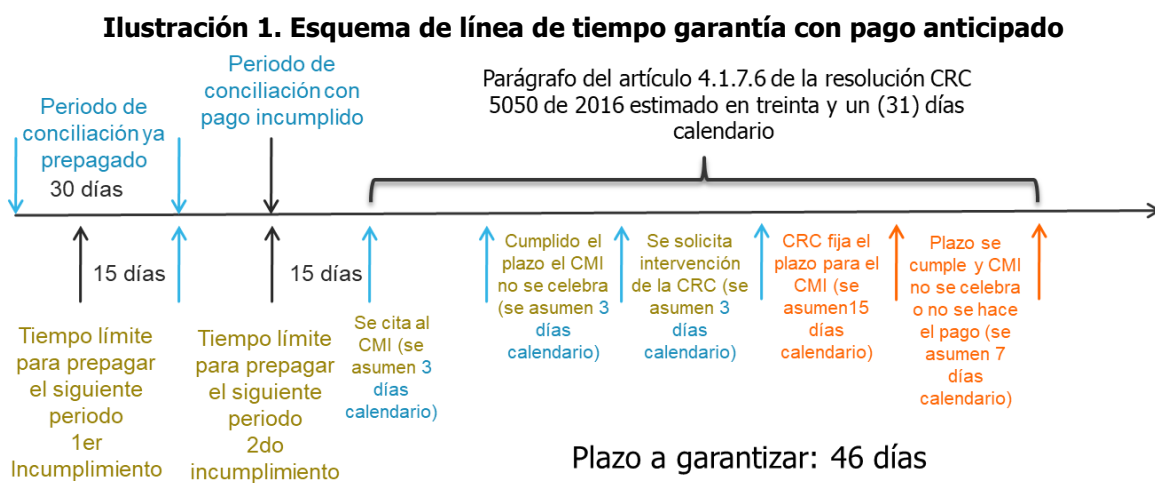 Ilustración 1. Esquema de línea de tiempo garantía con pago anticipado
Periodo de
conciliación ya
prepagado
30 días
Periodo de
conciliación con
pago incumplido
Parágrafo del artículo 4.1.7.6 de la resolución CRC
5050 de 2016 estimado en treinta y un (31) días
calendario
15 días
15 días
Tiempo límite
para prepagar
el siguiente
periodo
1er
Incumplimiento
Tiempo límite
para prepagar
el siguiente
periodo
2do
incumplimiento
Se cita al
CMI (se
asumen 3
días
calendario)
Cumplido el
plazo el CMI
no se celebra
(se asumen 3
días
calendario)
Se solicita
intervención
de la CRC (se
asumen 3
días
calendario)
CRC fija el
plazo para el
CMI (se
asumen15
días
calendario)
Plazo se
cumple y CMI
no se celebra
o no se hace
el pago (se
asumen 7
días
calendario)
Plazo a garantizar: 46 días